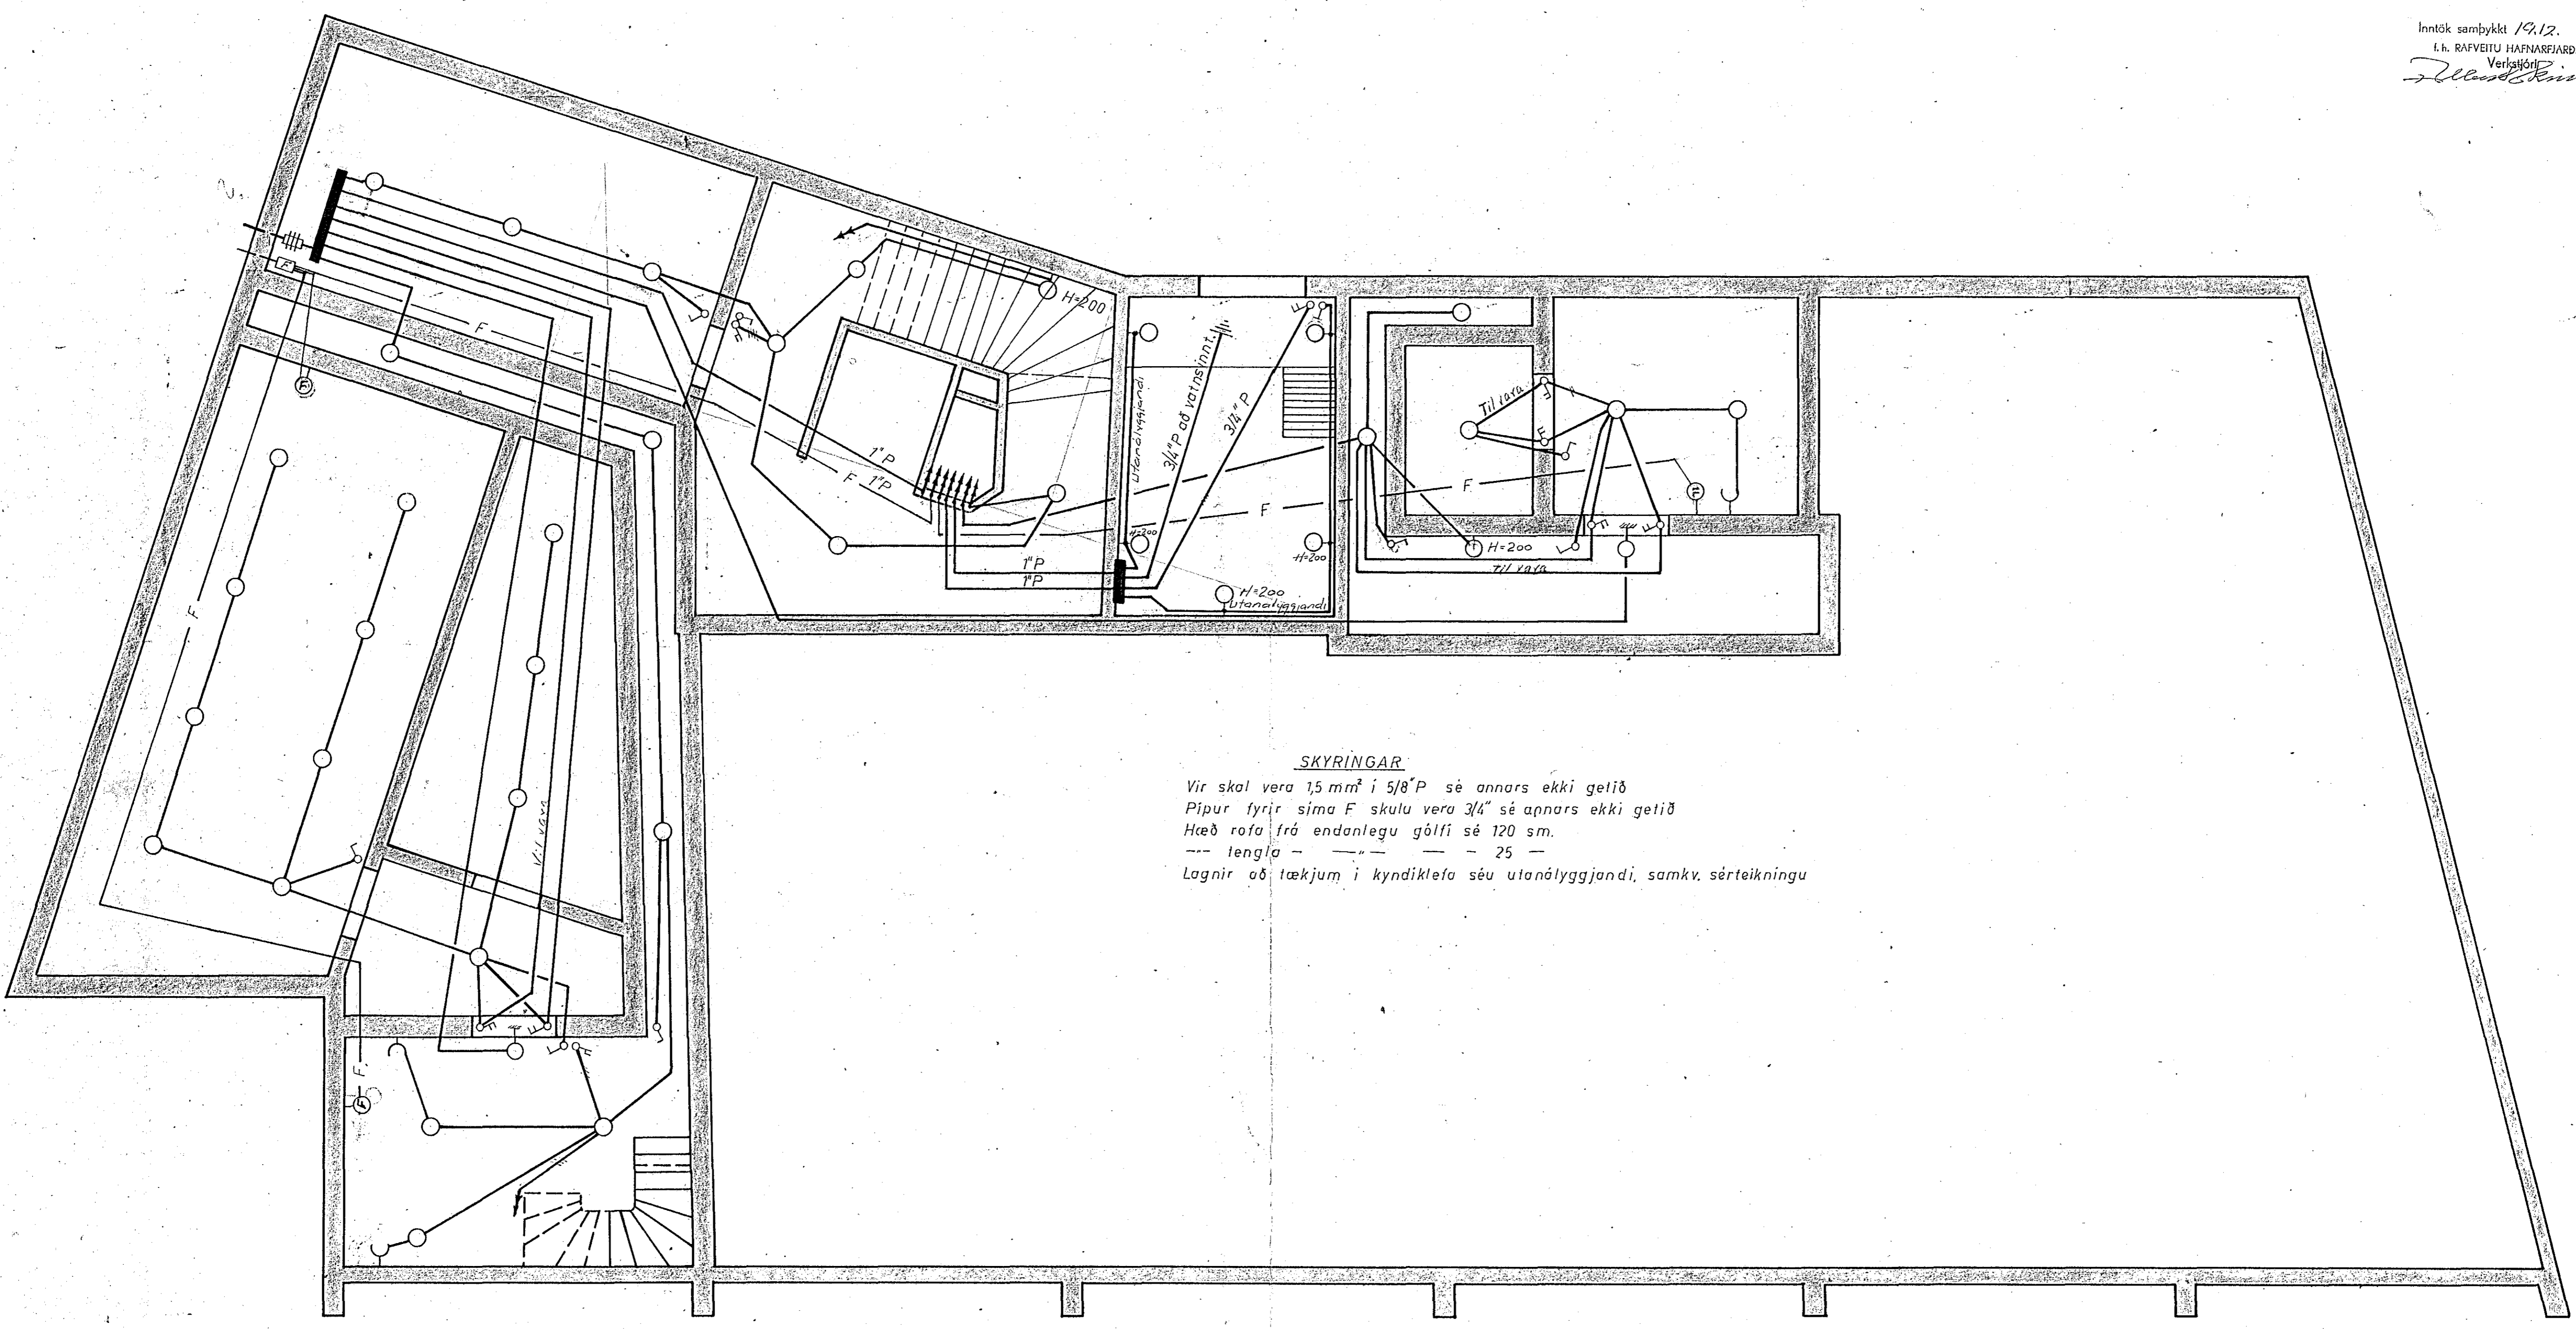 Inntök samþykkt 19.12.
f. h. RAFVEITU HAFNARFJARÐ
Verkstjóri
F
F
H=200
1"P
F 1"P
F
F
1"P
1"P
Utanályggjandi
3/4"P að vatnsinnt.
3/4"P
H=200
H=200
H=200
Utanályggjandi
F
Til vara
F
H=200
Til vara
F
F
Til vara
F
F
SKYRINGAR
Vir skal vera 1,5 mm² í 5/8"P sé annars ekki getið
Pípur fyrir síma F skulu vera 3/4" sé annars ekki getið
Hæð rofa frá endanlegu gólfi sé 120 sm.
–"– tengla – —"— — – 25 —
Lagnir að tækjum í kyndiklefa séu utanályggjandi, samkv. sérteikningu